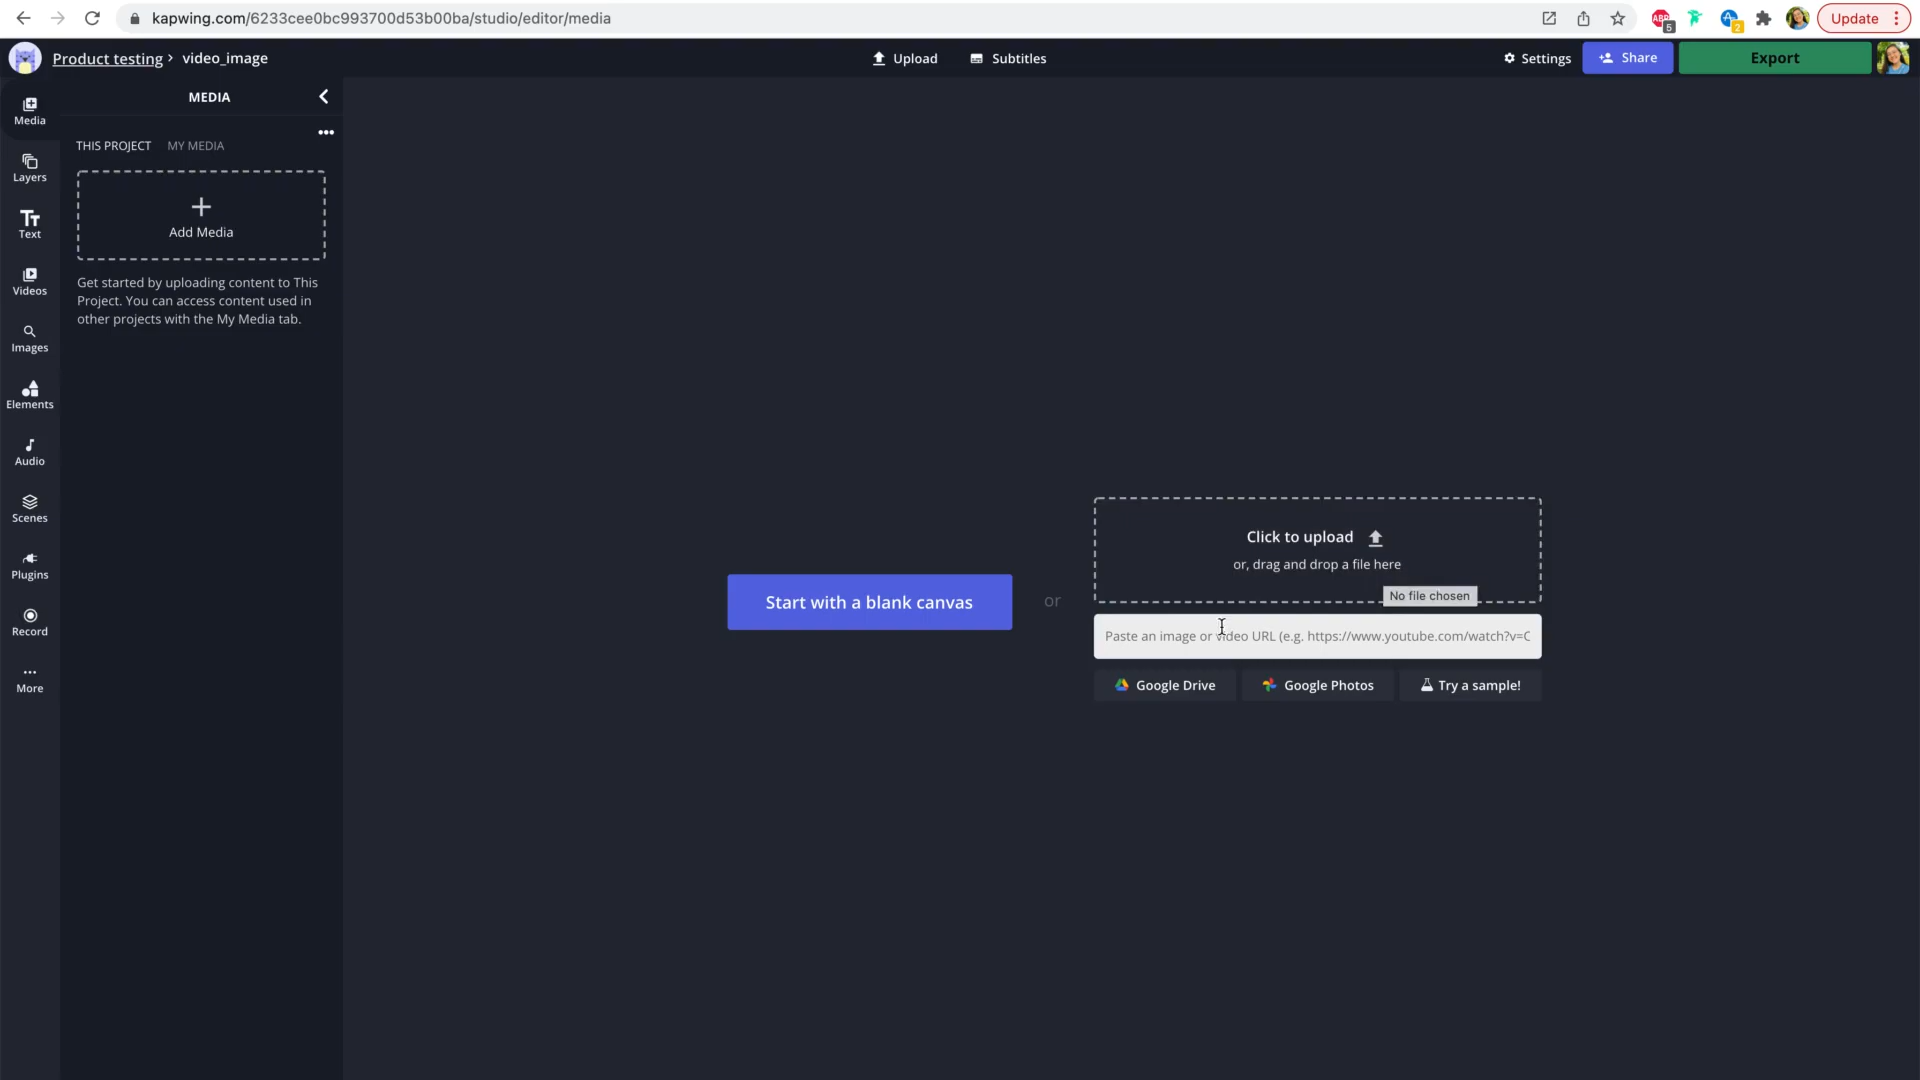 kapwing.com/6233cee0bc993700d53b00ba/studio/editor/media
ABP
5
2
Update
Product testing > video_image
Upload
Subtitles
Settings
Share
Export
Media
Layers
Text
Videos
Images
Elements
Audio
Scenes
Plugins
Record
More
MEDIA
THIS PROJECT
MY MEDIA
Add Media
Get started by uploading content to This
Project. You can access content used in
other projects with the My Media tab.
Start with a blank canvas
or
Click to upload
or, drag and drop a file here
No file chosen
Paste an image or video URL (e.g. https://www.youtube.com/watch?v=C
Google Drive
Google Photos
Try a sample!